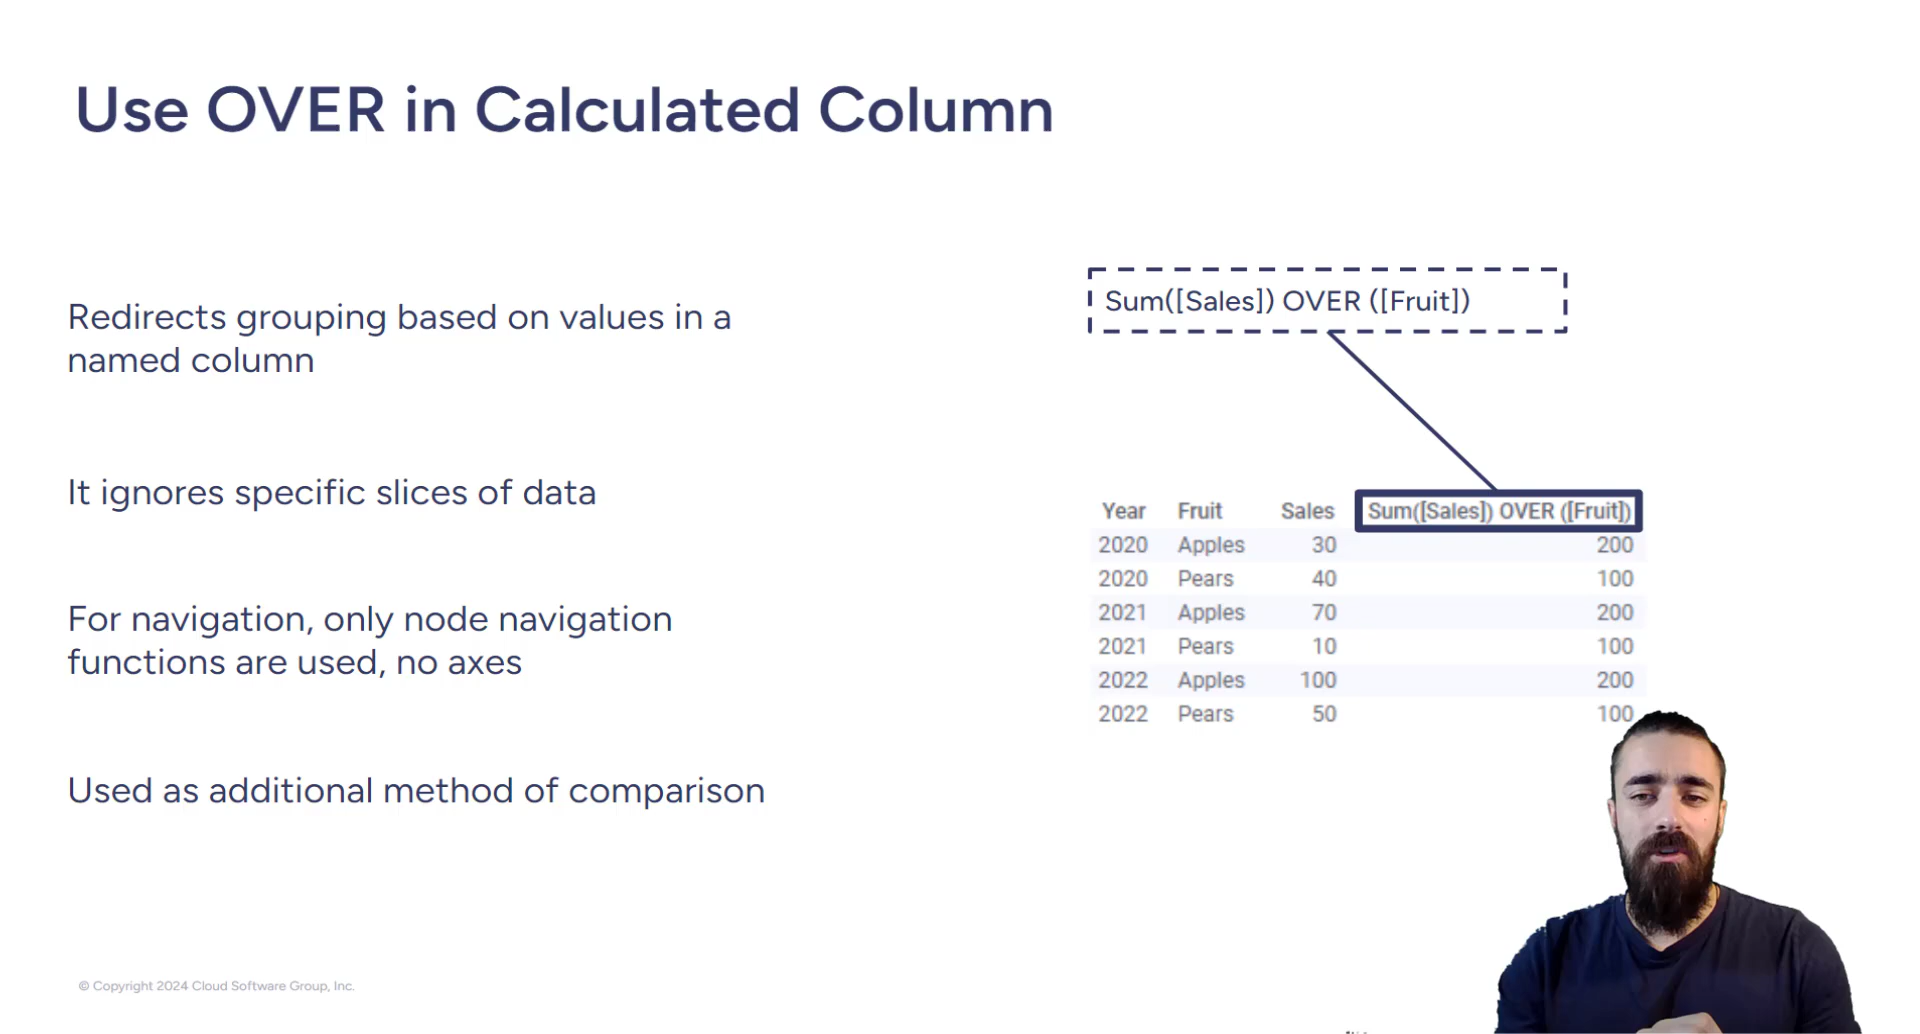 Use OVER in Calculated Column
Redirects grouping based on values in a
named column
It ignores specific slices of data
For navigation, only node navigation
functions are used, no axes
Used as additional method of comparison
Sum([Sales]) OVER ([Fruit])
Year Fruit Sales Sum([Sales]) OVER ([Fruit])
2020 Apples 30 200
2020 Pears 40 100
2021 Apples 70 200
2021 Pears 10 100
2022 Apples 100 200
2022 Pears 50 100
© Copyright 2024 Cloud Software Group, Inc.